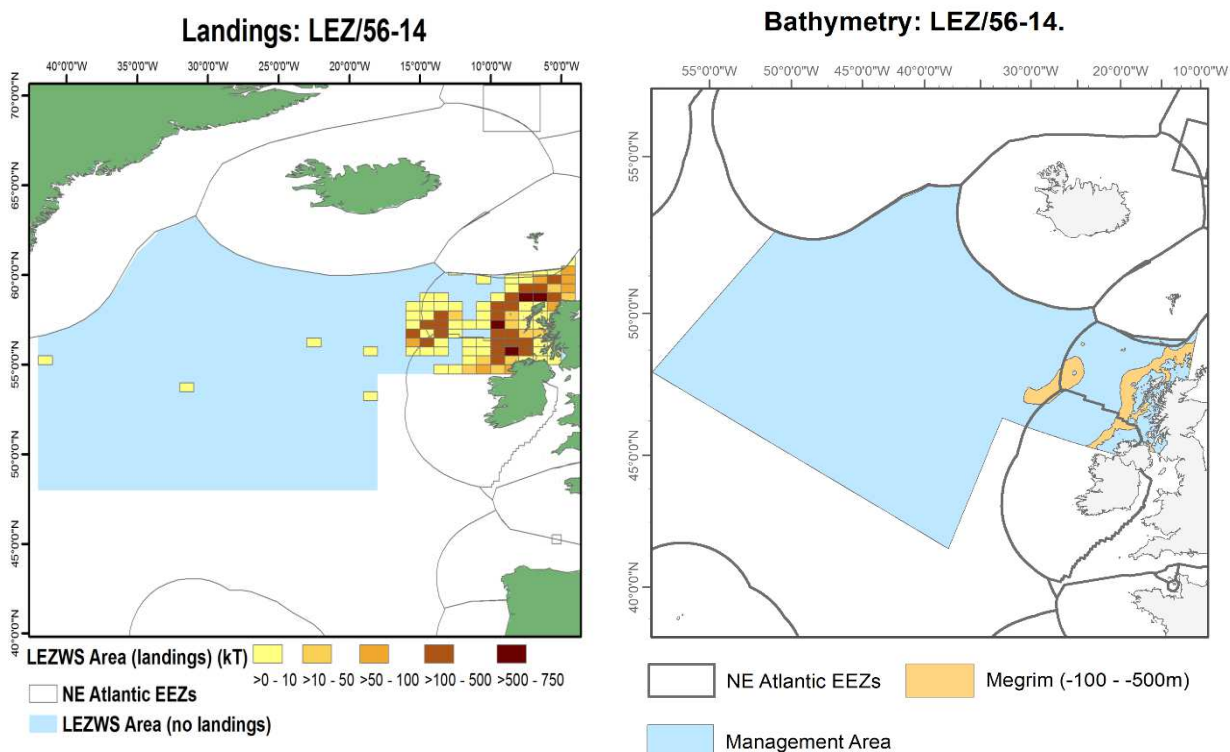 Landings: LEZ/56-14
40°0'0"W 35°0'0"W 30°0'0"W 25°0'0"W 20°0'0"W 15°0'0"W 10°0'0"W 5°0'0"W
70°0'0"N
65°0'0"N
60°0'0"N
55°0'0"N
50°0'0"N
45°0'0"N
40°0'0"N
LEZWS Area (landings) (kT)
>0 - 10 >10 - 50 >50 - 100 >100 - 500 >500 - 750
NE Atlantic EEZs
LEZWS Area (no landings)
Bathymetry: LEZ/56-14.
55°0'0"W 50°0'0"W 45°0'0"W 40°0'0"W 30°0'0"W 20°0'0"W 10°0'0"W
55°0'0"N
50°0'0"N
45°0'0"N
40°0'0"N
NE Atlantic EEZs
Megrim (-100 - -500m)
Management Area